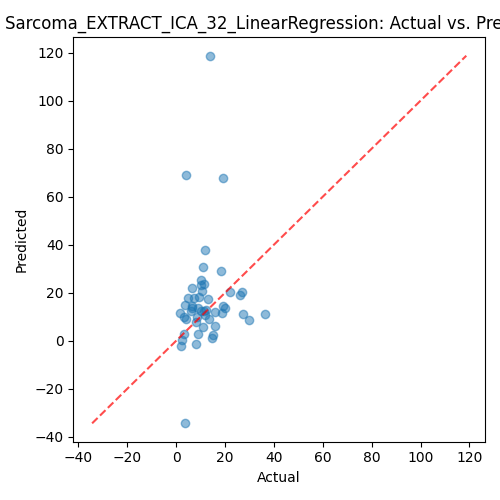 Sarcoma_EXTRACT_ICA_32_LinearRegression: Actual vs. Pre
120
100
80
60
40
20
0
−20
−40
Predicted
−40 −20 0 20 40 60 80 100 120
Actual